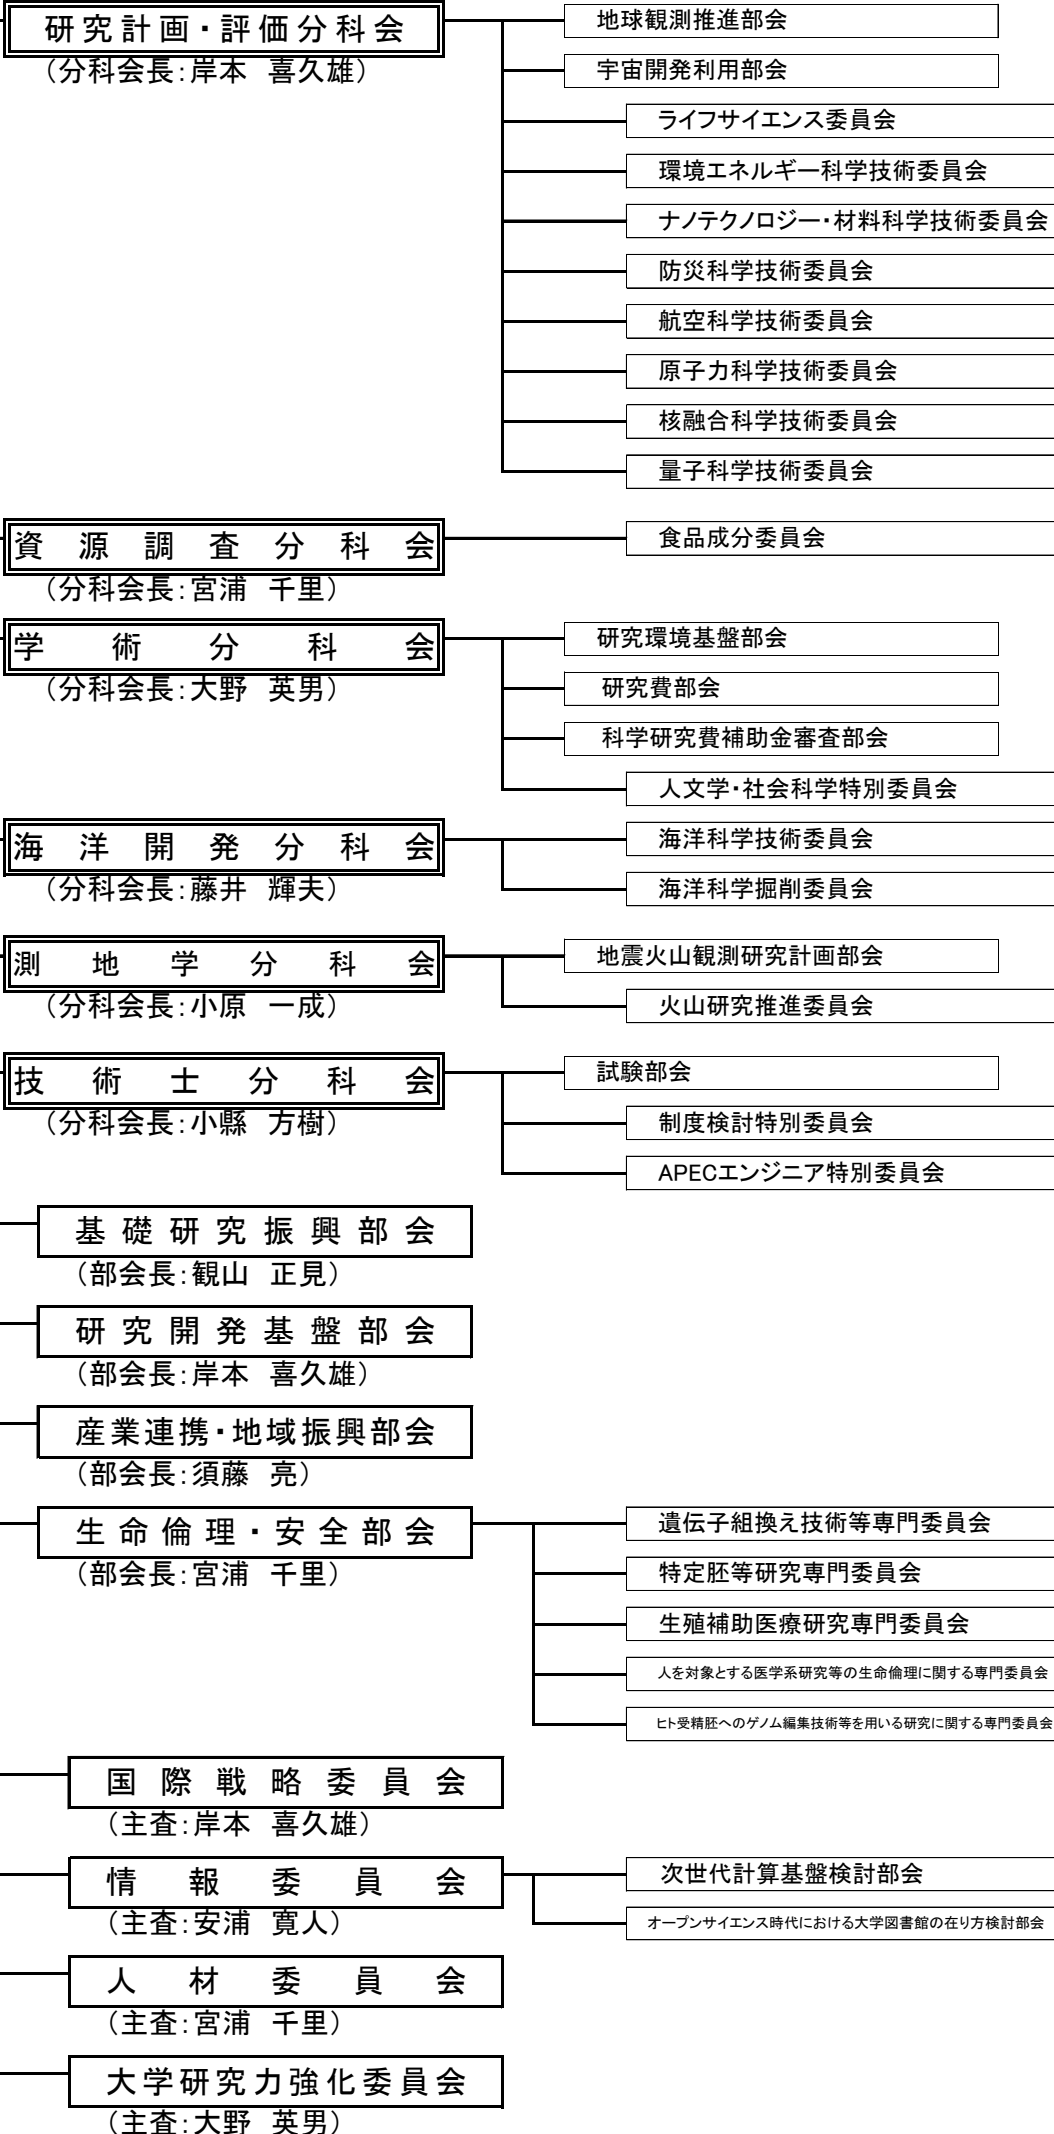 研究計画・評価分科会
（分科会長：岸本　喜久雄）
地球観測推進部会
宇宙開発利用部会
ライフサイエンス委員会
環境エネルギー科学技術委員会
ナノテクノロジー・材料科学技術委員会
防災科学技術委員会
航空科学技術委員会
原子力科学技術委員会
核融合科学技術委員会
量子科学技術委員会
資源調査分科会
（分科会長：宮浦　千里）
食品成分委員会
学術分科会
（分科会長：大野　英男）
研究環境基盤部会
研究費部会
科学研究費補助金審査部会
人文学・社会科学特別委員会
海洋開発分科会
（分科会長：藤井　輝夫）
海洋科学技術委員会
海洋科学掘削委員会
測地学分科会
（分科会長：小原　一成）
地震火山観測研究計画部会
火山研究推進委員会
技術士分科会
（分科会長：小縣　方樹）
試験部会
制度検討特別委員会
APECエンジニア特別委員会
基礎研究振興部会
（部会長：観山　正見）
研究開発基盤部会
（部会長：岸本　喜久雄）
産業連携・地域振興部会
（部会長：須藤　亮）
生命倫理・安全部会
（部会長：宮浦　千里）
遺伝子組換え技術等専門委員会
特定胚等研究専門委員会
生殖補助医療研究専門委員会
人を対象とする医学系研究等の生命倫理に関する専門委員会
ヒト受精胚へのゲノム編集技術等を用いる研究に関する専門委員会
国際戦略委員会
（主査：岸本　喜久雄）
情報委員会
（主査：安浦　寛人）
次世代計算基盤検討部会
オープンサイエンス時代における大学図書館の在り方検討部会
人材委員会
（主査：宮浦　千里）
大学研究力強化委員会
（主査：大野　英男）